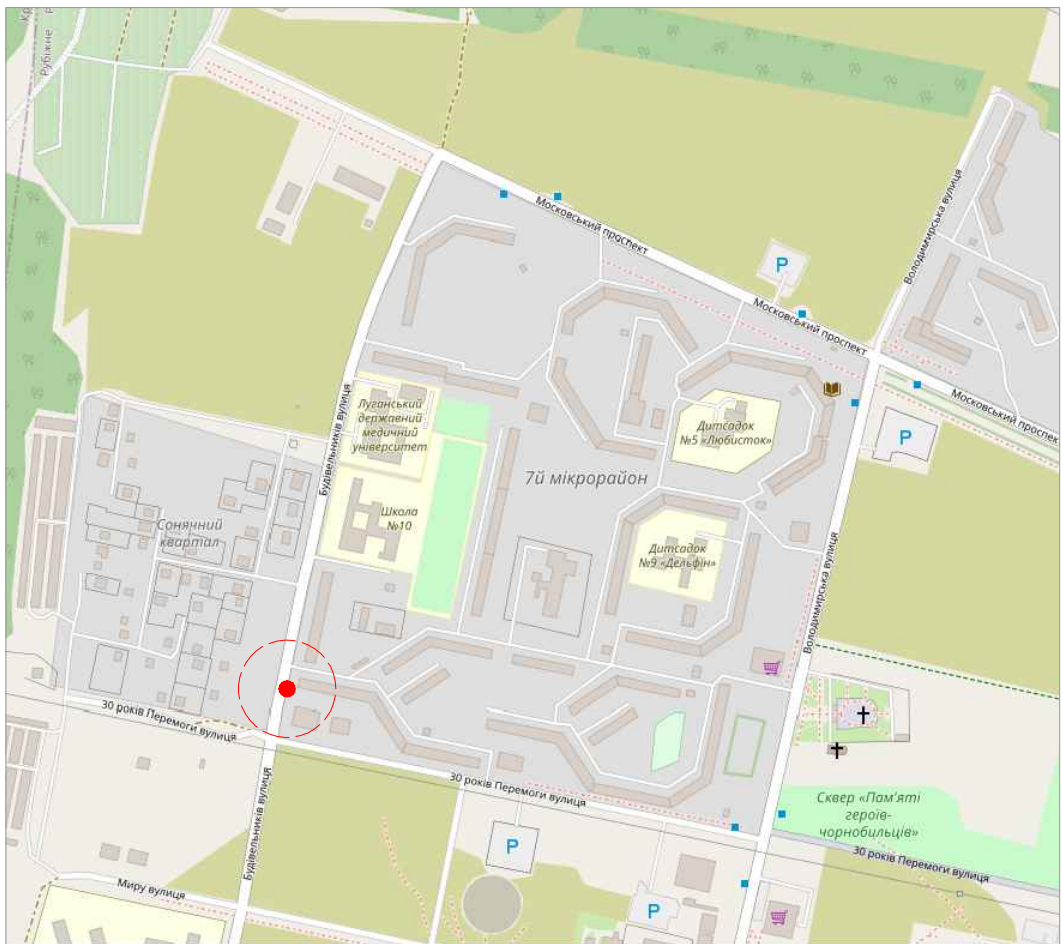 Рубіжне
Московський проспект
Володимирська вулиця
Московський проспект
Московський проспек
Будівельників вулиця
Луганський
державний
медичний
університет
Дитсадок
№5 «Любисток»
P
P
7й мікрорайон
Школа
№10
Сонячний
квартал
Дитсадок
№9 «Дельфін»
Володимирська вулиця
30 років Перемоги вулиця
30 років Перемоги вулиця
Будівельників вулиця
Сквер «Пам'яті
героїв-
чорнобильців»
30 років Перемоги вулиця
P
Миру вулиця
P